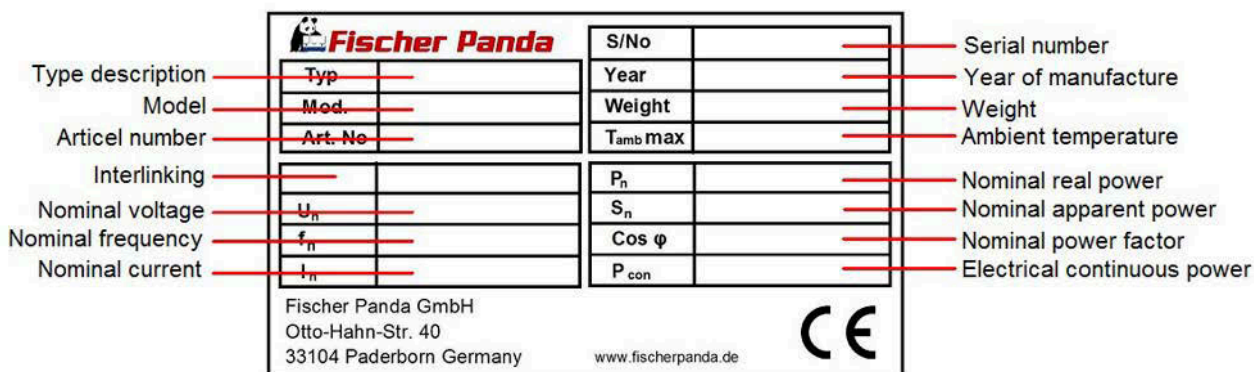 Fischer Panda
Type description
Typ
Model
Mod.
Articel number
Art. No
S/No
Serial number
Year
Year of manufacture
Weight
Weight
Tamb max
Ambient temperature
Interlinking
Nominal voltage
Un
Nominal frequency
fn
Nominal current
In
Pn
Nominal real power
Sn
Nominal apparent power
Cos φ
Nominal power factor
P con
Electrical continuous power
Fischer Panda GmbH
Otto-Hahn-Str. 40
33104 Paderborn Germany
www.fischerpanda.de
CE